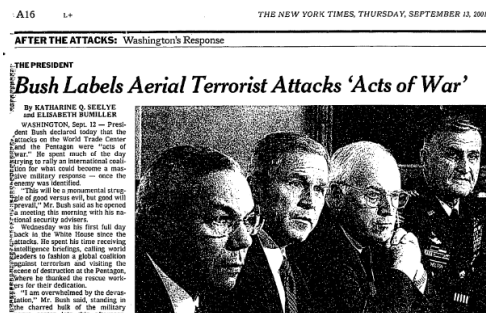 A16
L+
THE NEW YORK TIMES, THURSDAY, SEPTEMBER 13, 2001
AFTER THE ATTACKS: Washington's Response
THE PRESIDENT
Bush Labels Aerial Terrorist Attacks ‘Acts of War’
By KATHARINE Q. SEELYE
and ELISABETH BUMILLER
WASHINGTON, Sept. 12 — Presi-
dent Bush declared today that the
attacks on the World Trade Center
and the Pentagon were "acts of
war." He spent much of the day
trying to rally an international coali-
tion for what could become a mas-
sive military response — once the
enemy was identified.
"This will be a monumental strug-
gle of good versus evil, but good will
prevail," Mr. Bush said as he opened
a meeting this morning with his na-
tional security advisers.
Wednesday was his first full day
back in the White House since the
attacks. He spent his time receiving
intelligence briefings, calling world
leaders to fashion a global coalition
against terrorism and visiting the
scene of destruction at the Pentagon,
where he thanked the rescue work-
ers for their dedication.
"I am overwhelmed by the devas-
tation," Mr. Bush said, standing in
the charred hulk of the military